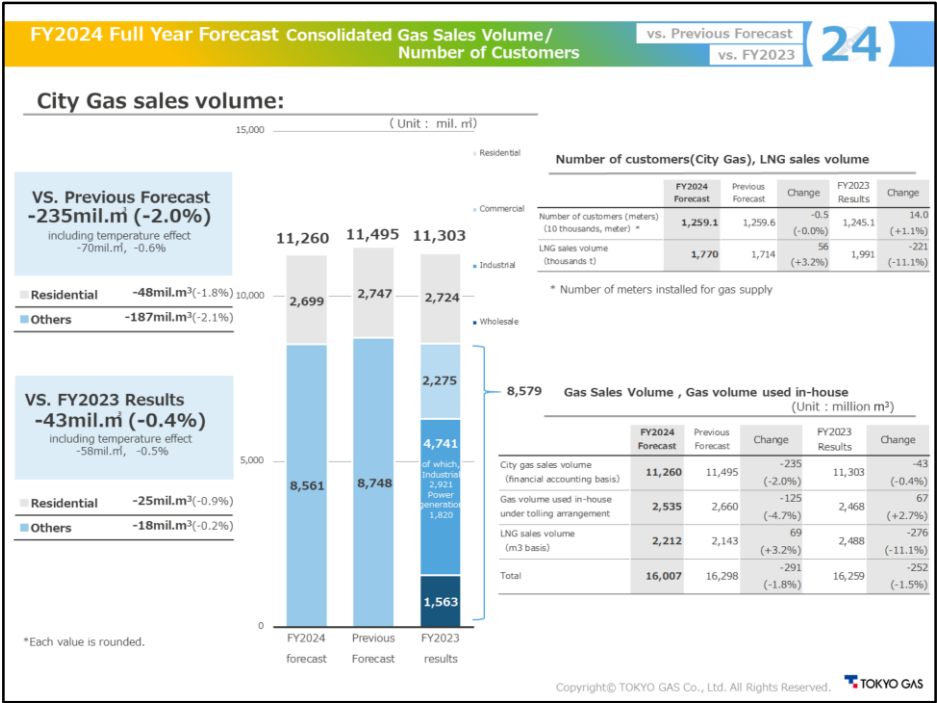 FY2024 Full Year Forecast Consolidated Gas Sales Volume/
Number of Customers
vs. Previous Forecast
vs. FY2023
24
City Gas sales volume:
( Unit : mil. ㎥)
VS. Previous Forecast
-235mil.㎥ (-2.0%)
including temperature effect
-70mil.㎥, -0.6%
Residential -48mil.m³(-1.8%)
Others -187mil.m³(-2.1%)
VS. FY2023 Results
-43mil.㎥ (-0.4%)
including temperature effect
-58mil.㎥, -0.5%
Residential -25mil.m³(-0.9%)
Others -18mil.m³(-0.2%)
*Each value is rounded.
15,000
10,000
5,000
0
11,260 11,495 11,303
2,699 2,747 2,724
2,275
4,741
of which,
Industrial
2,921
Power
generation
1,820
8,561 8,748
1,563
FY2024 Previous FY2023
forecast Forecast results
Residential
Commercial
Industrial
Wholesale
8,579
Number of customers(City Gas), LNG sales volume
FY2024 Forecast Previous Forecast Change FY2023 Results Change
Number of customers (meters) (10 thousands, meter) * 1,259.1 1,259.6 -0.5 (-0.0%) 1,245.1 14.0 (+1.1%)
LNG sales volume (thousands t) 1,770 1,714 56 (+3.2%) 1,991 -221 (-11.1%)
* Number of meters installed for gas supply
Gas Sales Volume , Gas volume used in-house
(Unit : million m³)
FY2024 Forecast Previous Forecast Change FY2023 Results Change
City gas sales volume (financial accounting basis) 11,260 11,495 -235 (-2.0%) 11,303 -43 (-0.4%)
Gas volume used in-house under tolling arrangement 2,535 2,660 -125 (-4.7%) 2,468 67 (+2.7%)
LNG sales volume (m3 basis) 2,212 2,143 69 (+3.2%) 2,488 -276 (-11.1%)
Total 16,007 16,298 -291 (-1.8%) 16,259 -252 (-1.5%)
Copyright© TOKYO GAS Co., Ltd. All Rights Reserved.
TOKYO GAS